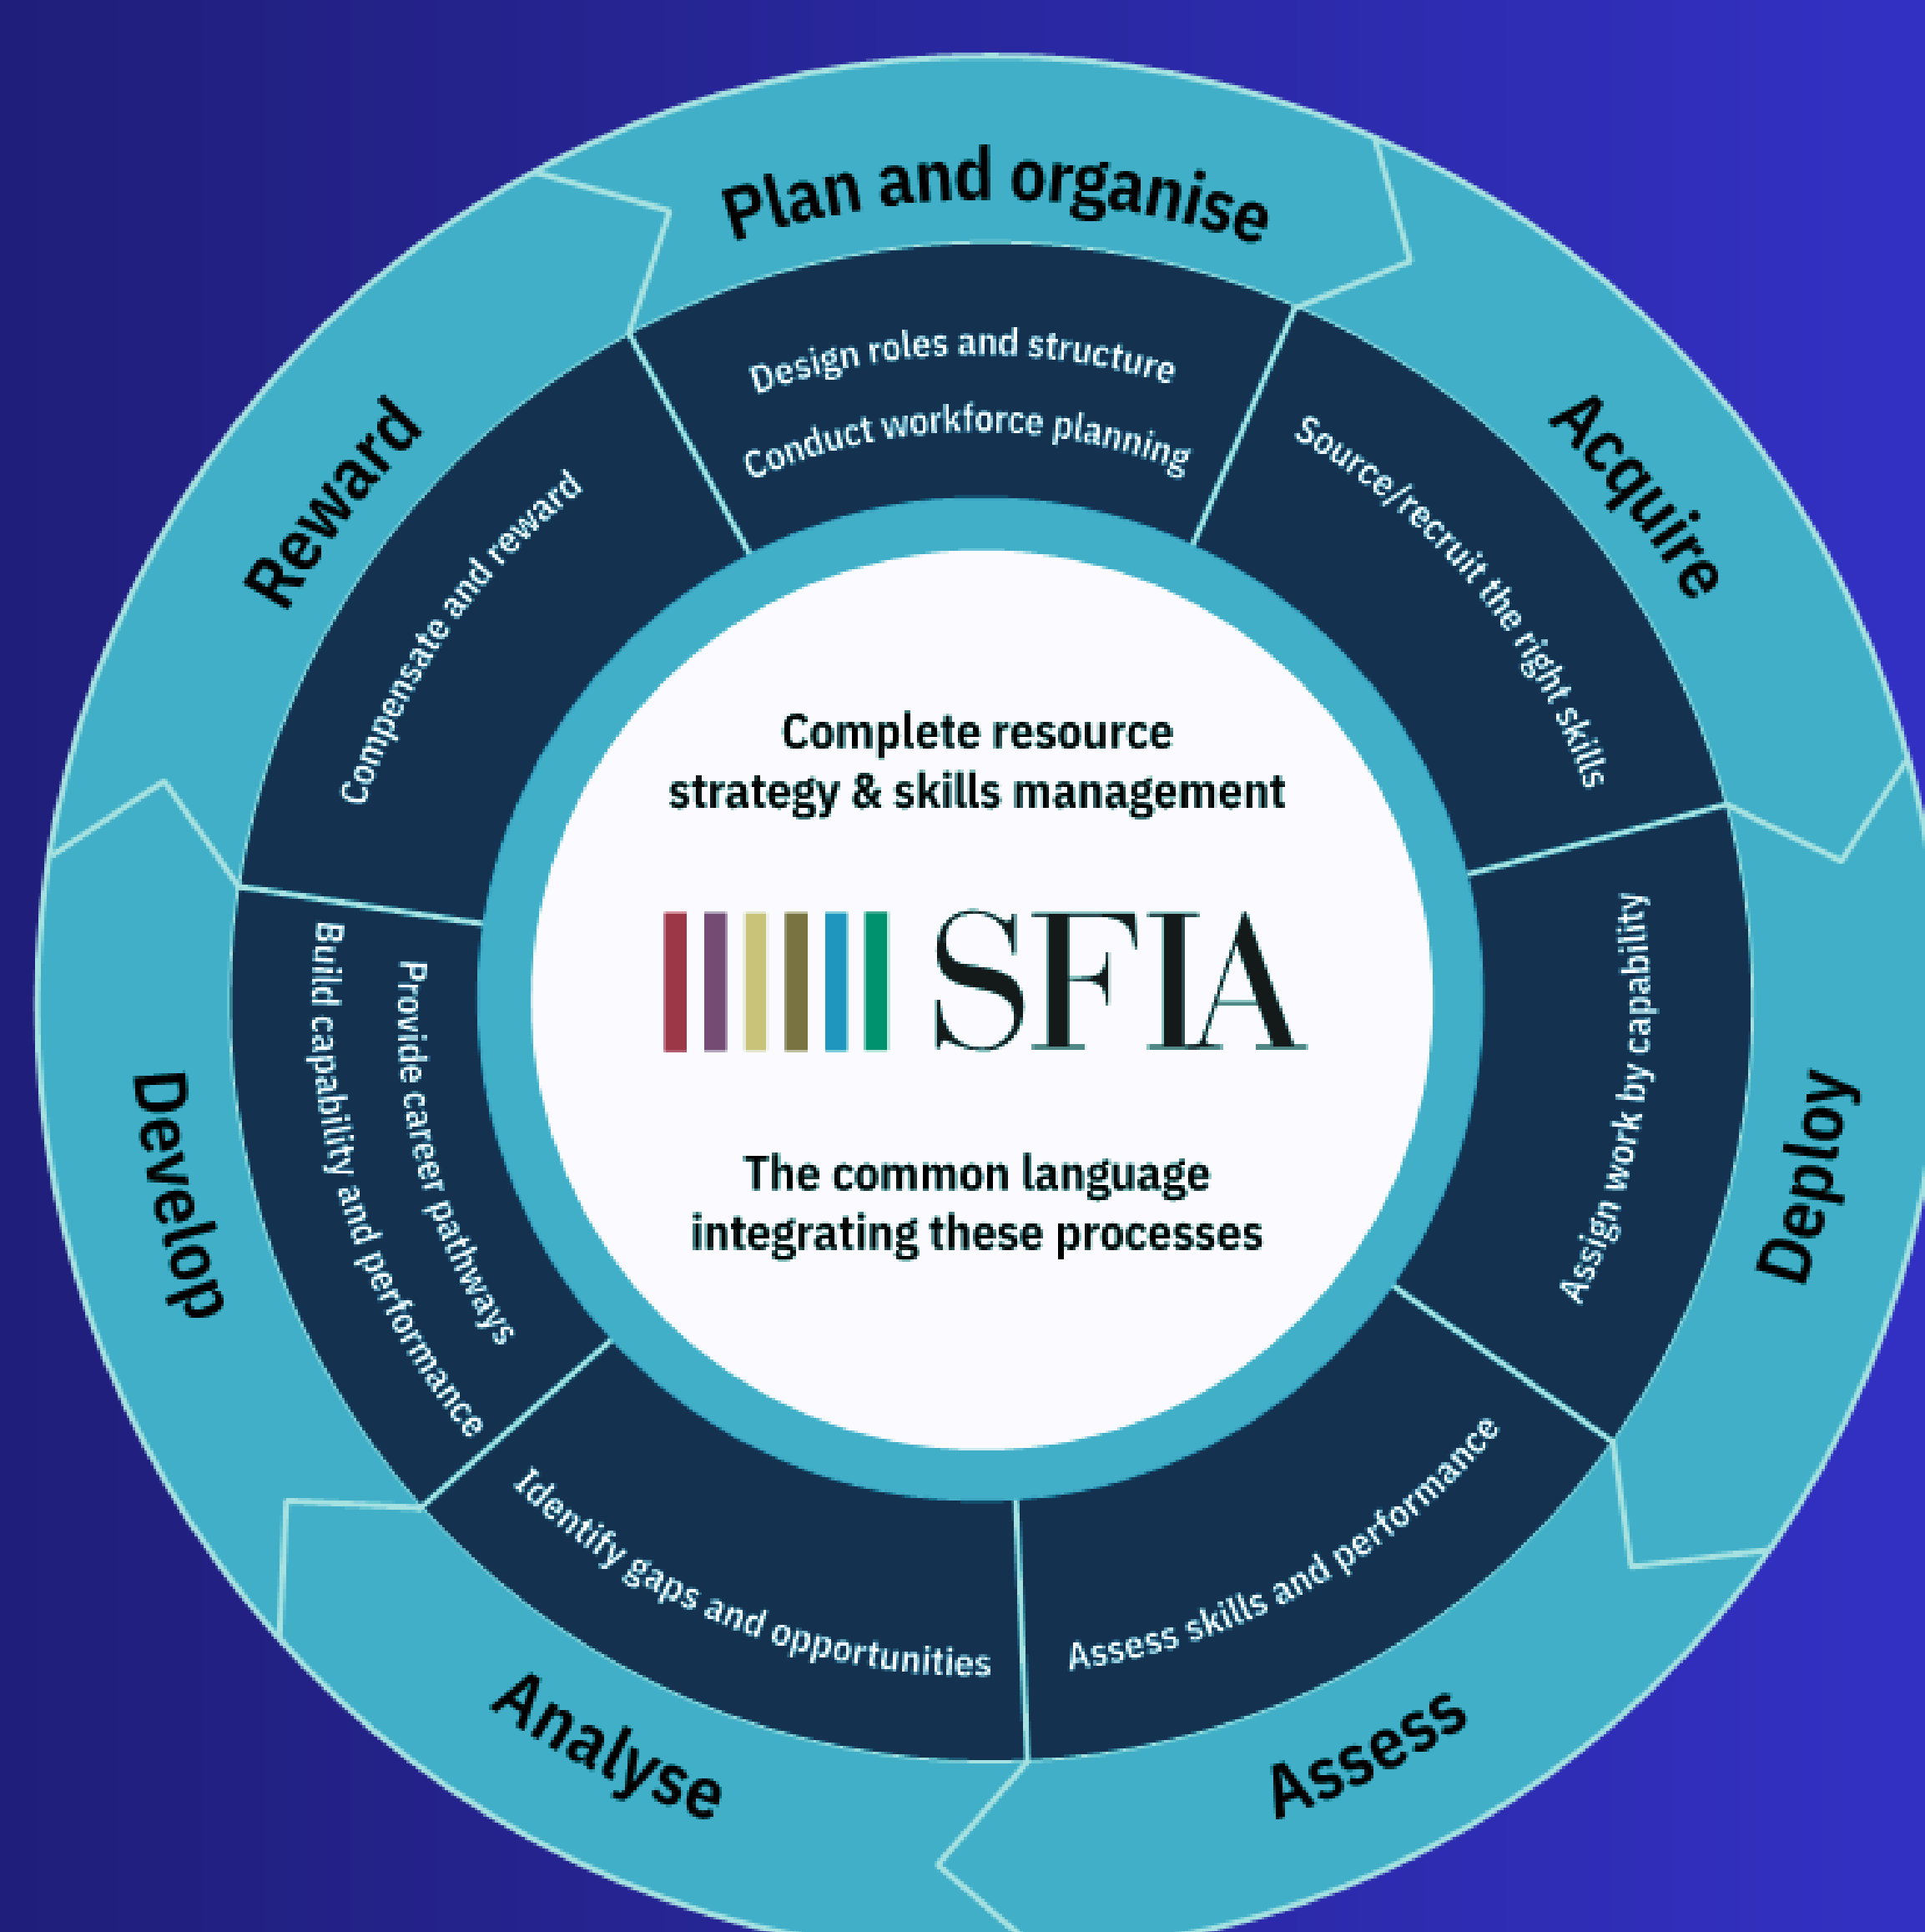 Plan and organise
Design roles and structure
Conduct workforce planning
Acquire
Source/recruit the right skills
Deploy
Assign work by capability
Assess
Assess skills and performance
Analyse
Identify gaps and opportunities
Develop
Build capability and performance
Provide career pathways
Reward
Compensate and reward
Complete resource
strategy & skills management
SFIA
The common language
integrating these processes